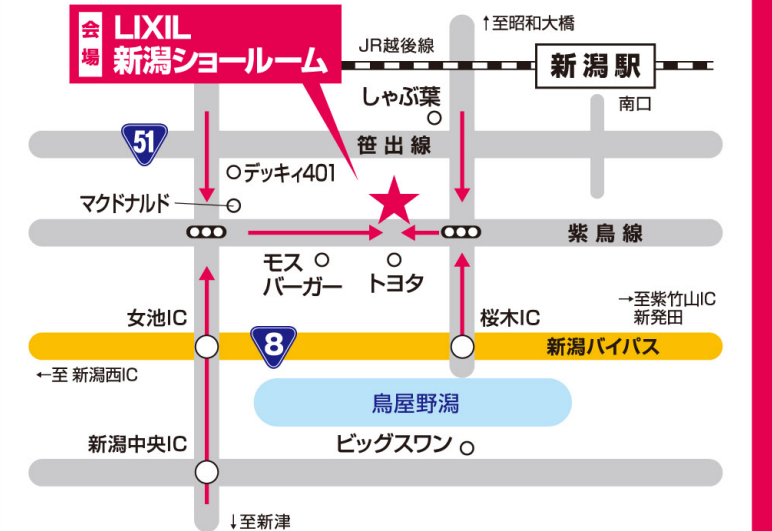 会場
LIXIL
新潟ショールーム
↑至昭和大橋
JR越後線
新潟駅
南口
しゃぶ葉
51
笹出線
デッキィ401
マクドナルド
紫鳥線
モス
バーガー
トヨタ
→至紫竹山IC
新発田
女池IC
桜木IC
8
新潟バイパス
←至 新潟西IC
鳥屋野潟
新潟中央IC
ビッグスワン
↓至新津